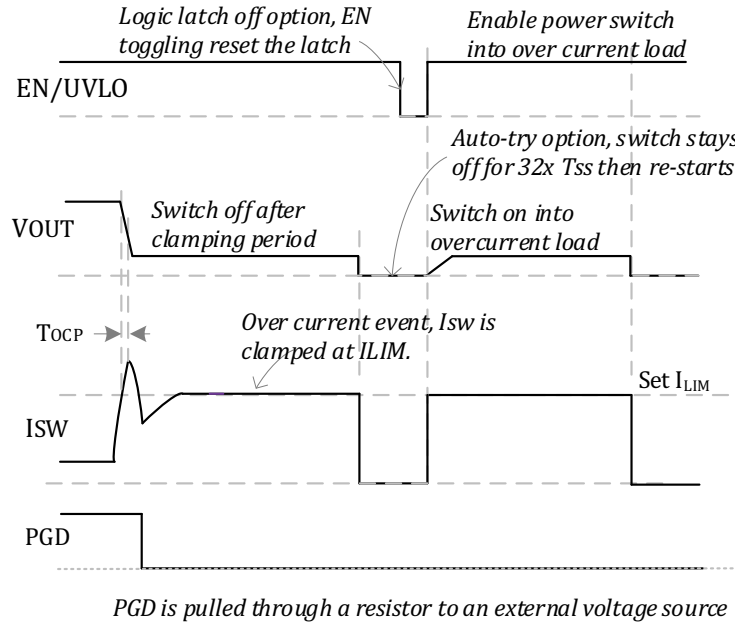 Logic latch off option, EN
toggling reset the latch
Enable power switch
into over current load
EN/UVLO
Auto-try option, switch stays
off for 32x Tss then re-starts
VOUT
Switch off after
clamping period
Switch on into
overcurrent load
TOCP
Over current event, Isw is
clamped at ILIM.
Set ILIM
ISW
PGD
PGD is pulled through a resistor to an external voltage source